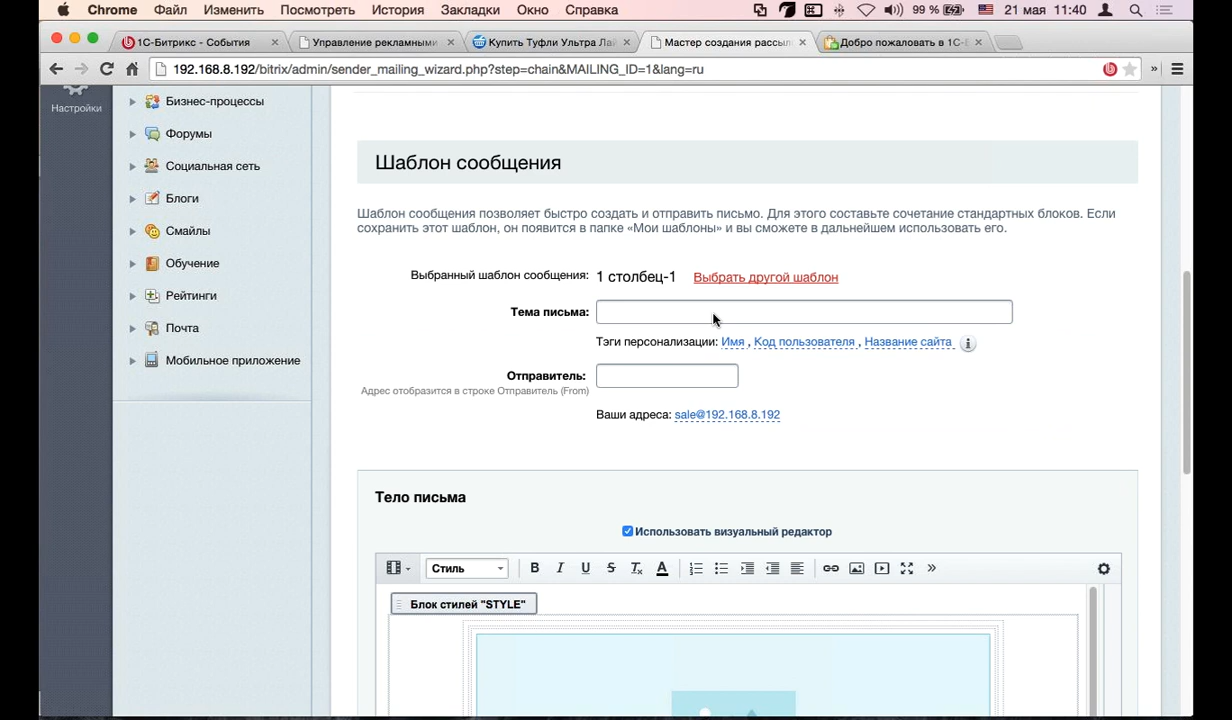 Chrome Файл Изменить Вид История Закладки Окно Справка 99 % 21 мая 11:40
1С-Битрикс - События Управление рекламными Купить Туфли Ультра Ла Мастер создания рассыл Добро пожаловать в 1С-Б
192.168.8.192/bitrix/admin/sender_mailing_wizard.php?step=chain&MAILING_ID=1&lang=ru
Настройки
Бизнес-процессы
Форумы
Социальная сеть
Блоги
Смайлы
Обучение
Рейтинги
Почта
Мобильное приложение
Шаблон сообщения
Шаблон сообщения позволяет быстро создать и отправить письмо. Для этого составьте сочетание стандартных блоков. Если
сохранить этот шаблон, он появится в папке «Мои шаблоны» и вы сможете в дальнейшем использовать его.
Выбранный шаблон сообщения: 1 столбец-1 Выбрать другой шаблон
Тема письма:
Тэги персонализации: Имя , Код пользователя , Название сайта
Отправитель:
Адрес отобразится в строке Отправитель (From)
Ваши адреса: sale@192.168.8.192
Тело письма
Использовать визуальный редактор
Стиль B I U S Tx A »
Блок стилей "STYLE"